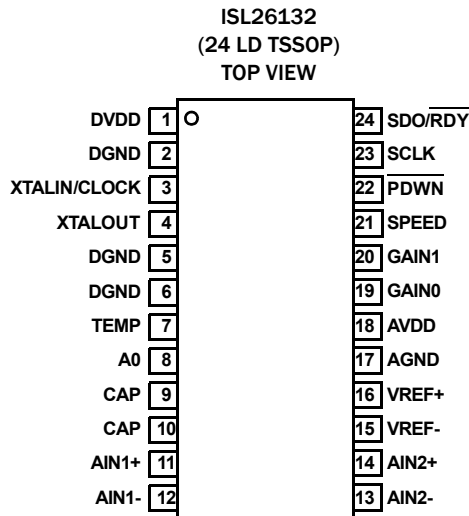 ISL26132
(24 LD TSSOP)
TOP VIEW
DVDD 1 24 SDO/RDY
DGND 2 23 SCLK
XTALIN/CLOCK 3 22 PDWN
XTALOUT 4 21 SPEED
DGND 5 20 GAIN1
DGND 6 19 GAIN0
TEMP 7 18 AVDD
A0 8 17 AGND
CAP 9 16 VREF+
CAP 10 15 VREF-
AIN1+ 11 14 AIN2+
AIN1- 12 13 AIN2-